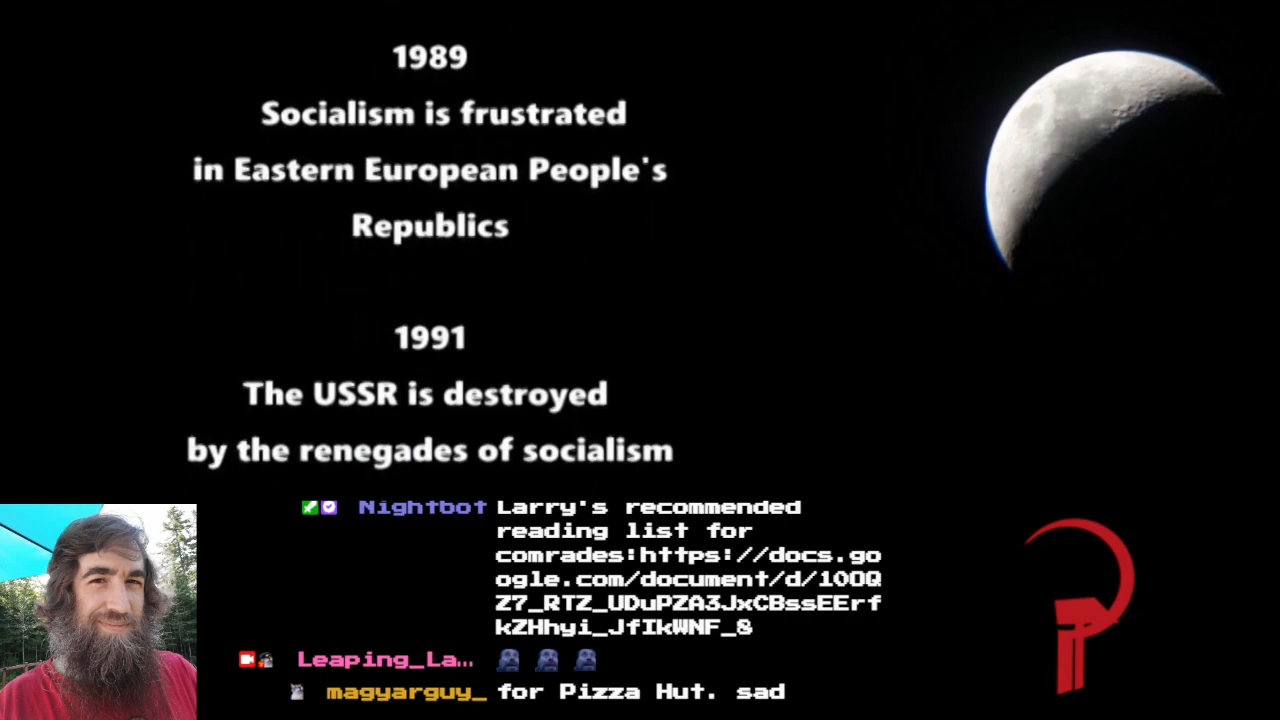 1989
Socialism is frustrated
in Eastern European People's
Republics
1991
The USSR is destroyed
by the renegades of socialism
Nightbot Larry's recommended
reading list for
comrades:https://docs.go
ogle.com/document/d/10OQ
Z7_RTZ_UDuPZA3JxCBssEErf
kZHhyi_JfIkWNF_8
Leaping_La...
magyarguy_ for Pizza Hut. sad